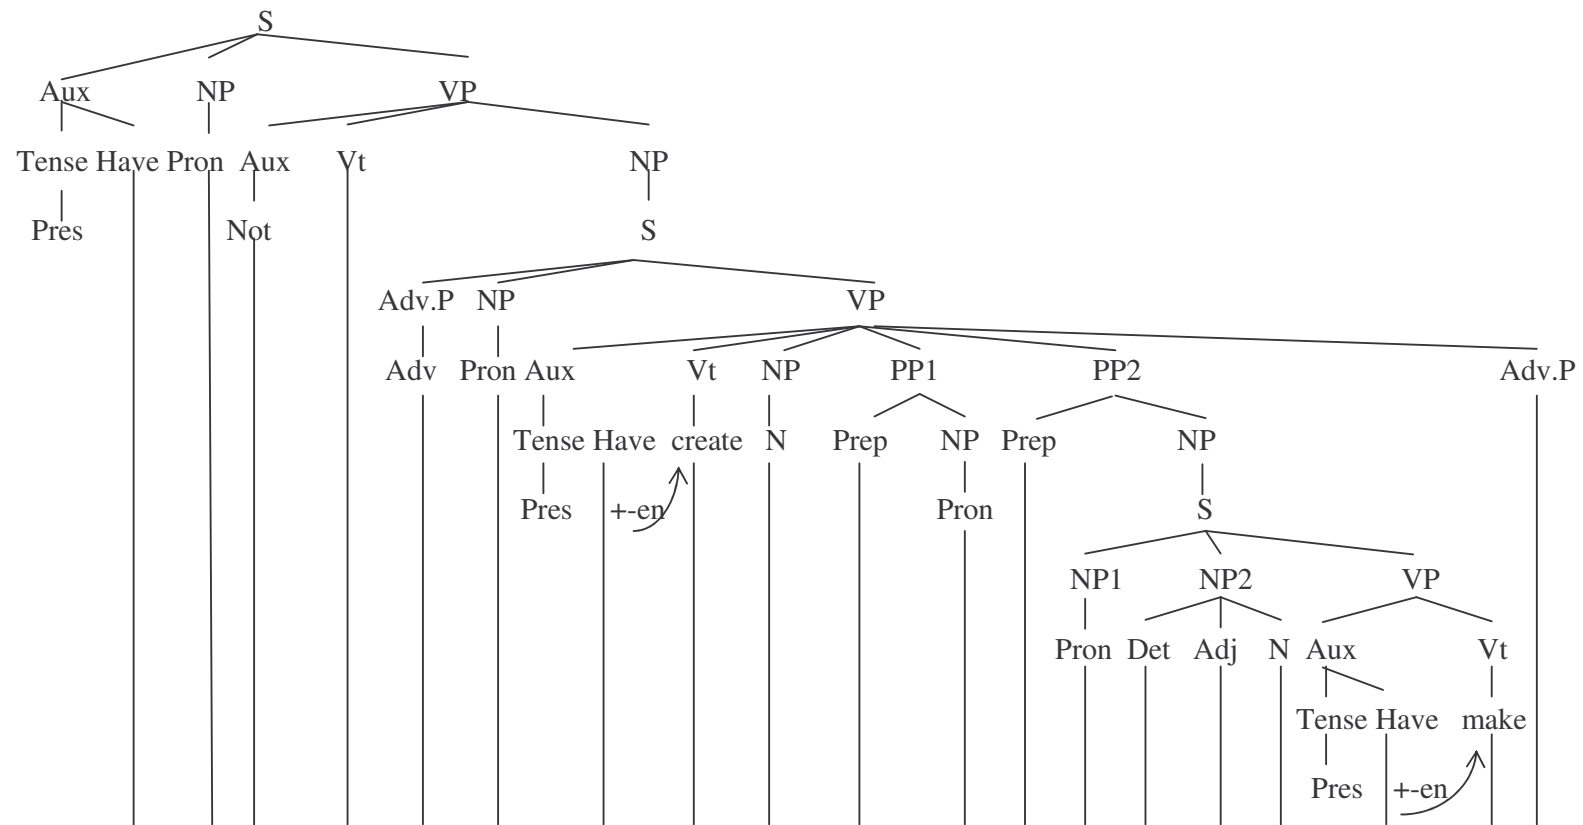 S
Aux NP VP
Tense Have Pron Aux Vt NP
Pres Not S
Adv.P NP VP
Adv Pron Aux Vt NP PP1 PP2 Adv.P
Tense Have create N Prep NP Prep NP
Pres +-en Pron S
NP1 NP2 VP
Pron Det Adj N Aux Vt
Tense Have make
Pres +-en